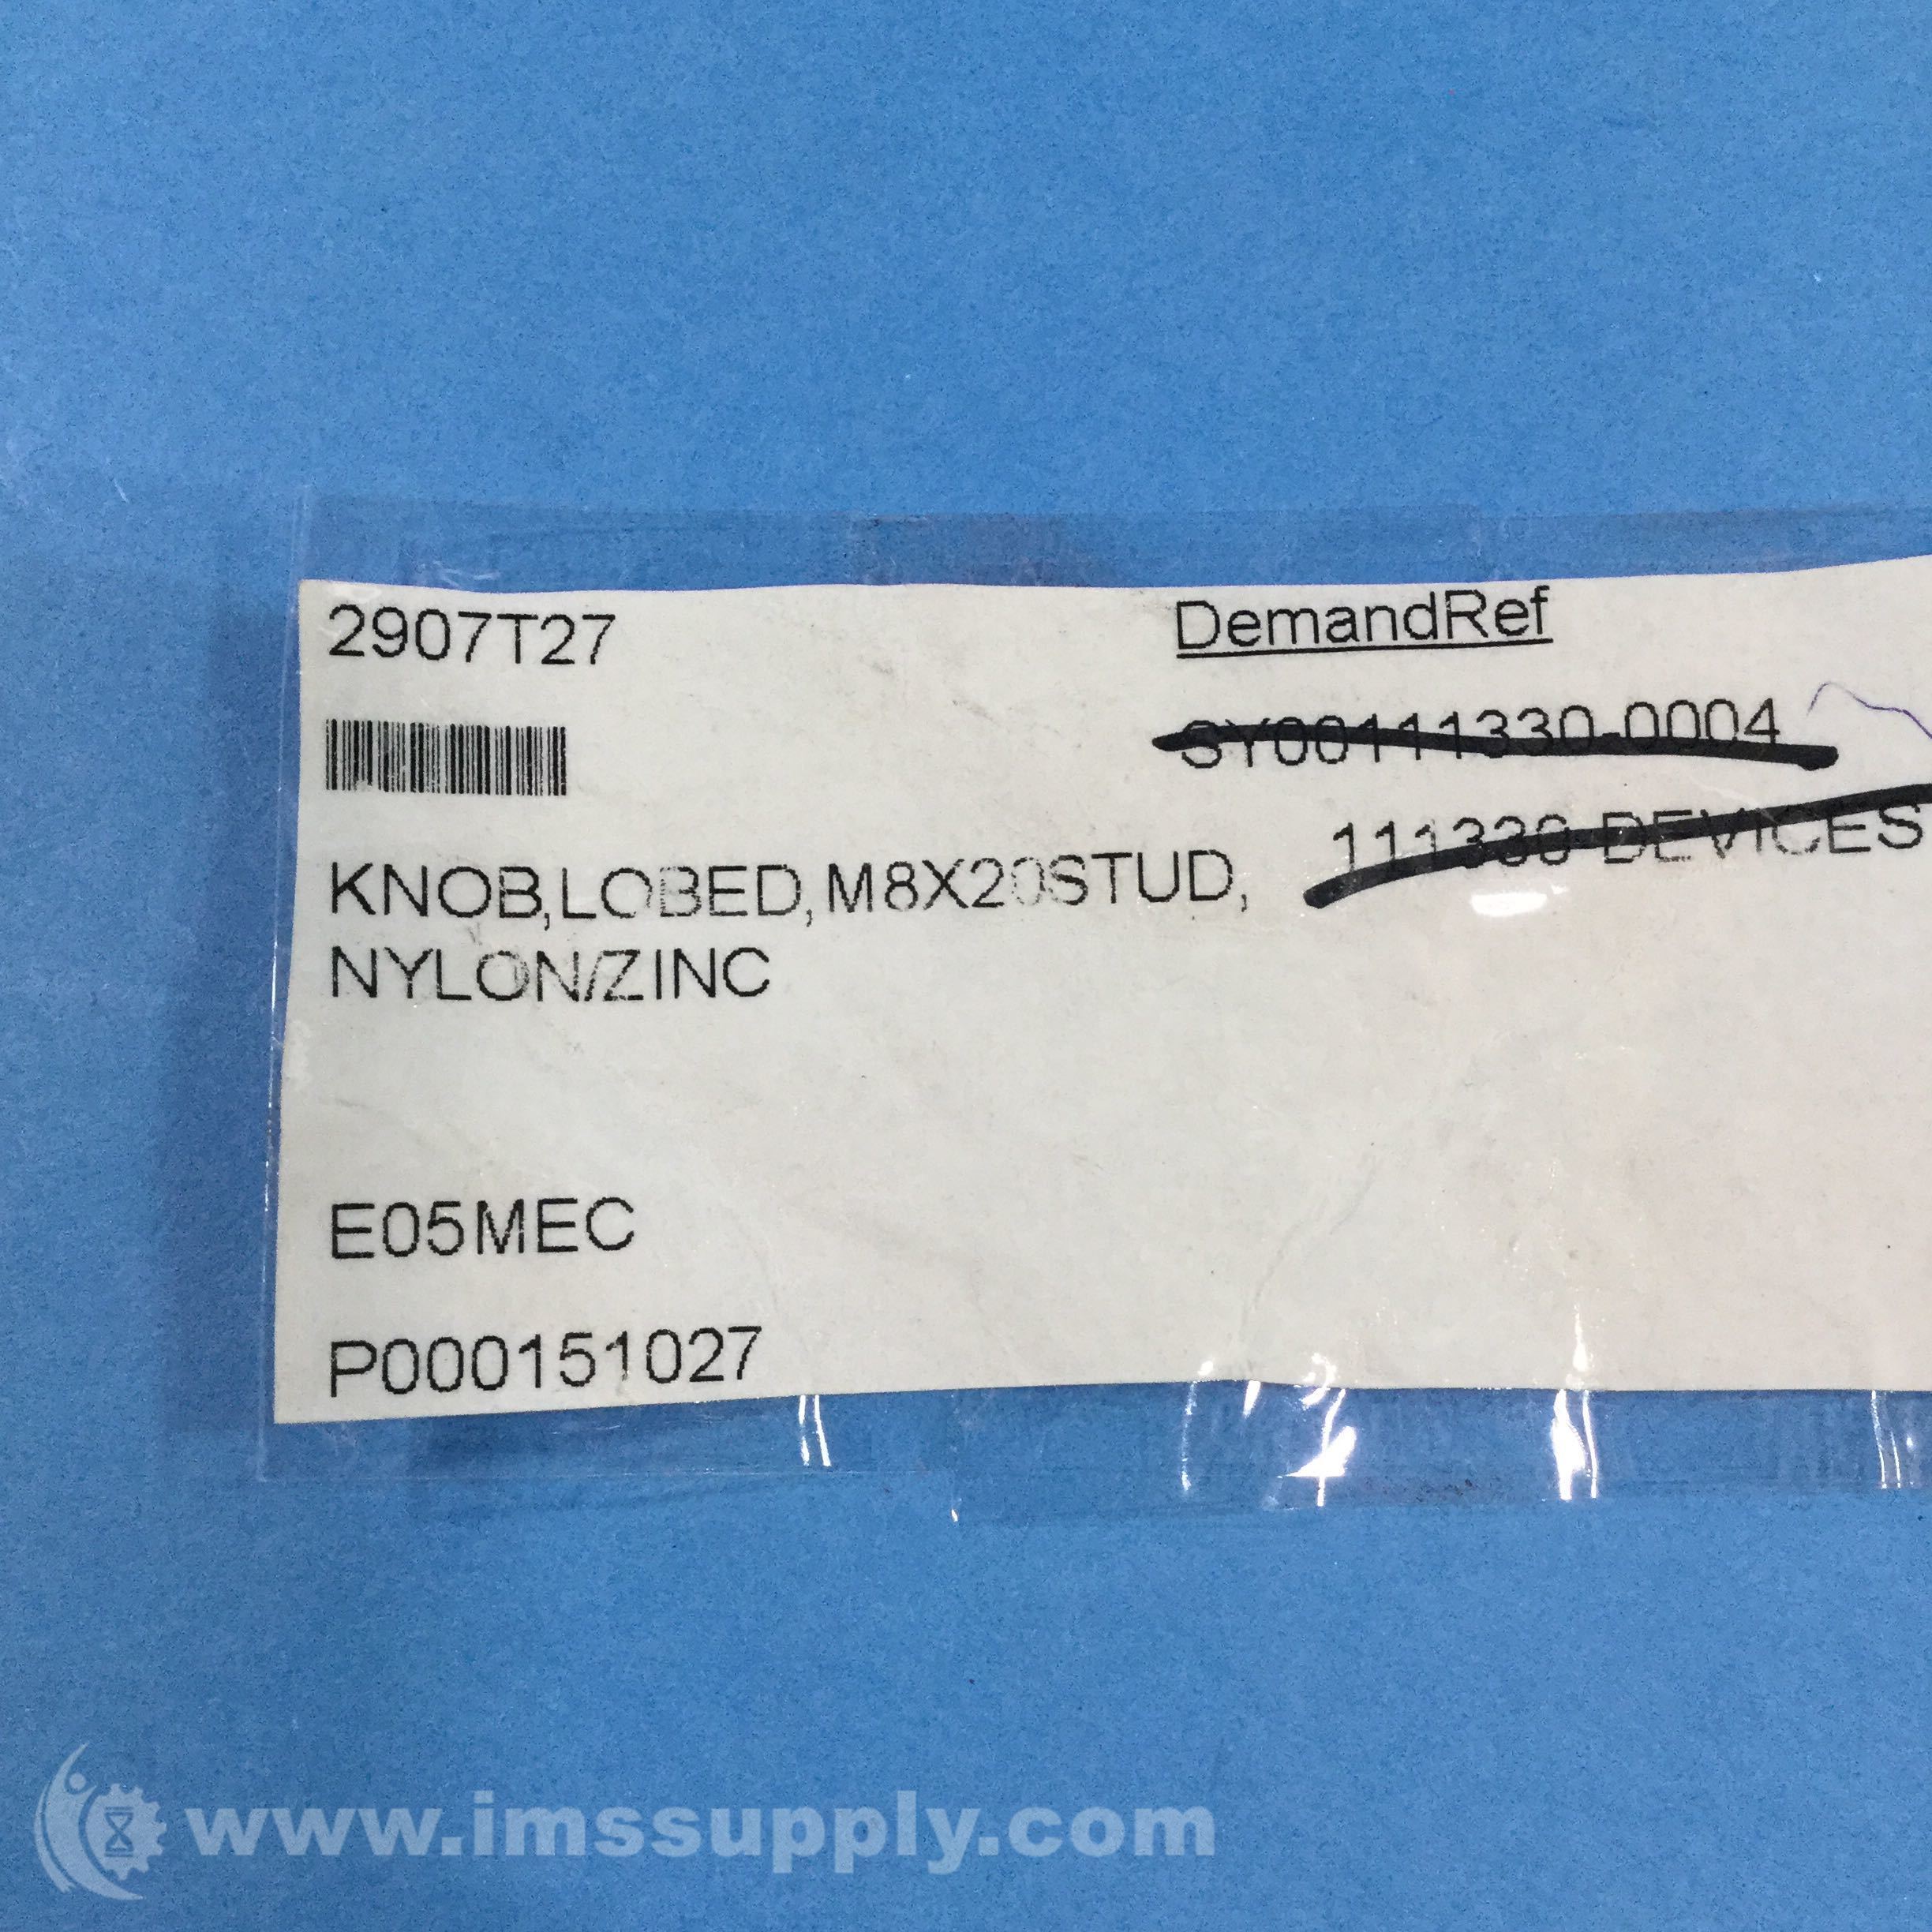 2907T27
DemandRef
SY00111330-0004
111330 DEVICES
KNOB,LOBED,M8X20STUD,
NYLON/ZINC
E05MEC
P000151027
www.imssupply.com